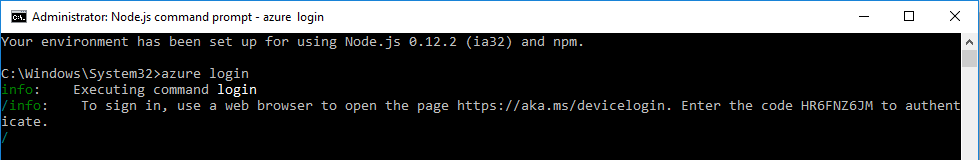 Administrator: Node.js command prompt - azure login
Your environment has been set up for using Node.js 0.12.2 (ia32) and npm.
C:\Windows\System32>azure login
info:    Executing command login
/info:    To sign in, use a web browser to open the page https://aka.ms/devicelogin. Enter the code HR6FNZ6JM to authent
icate.
/